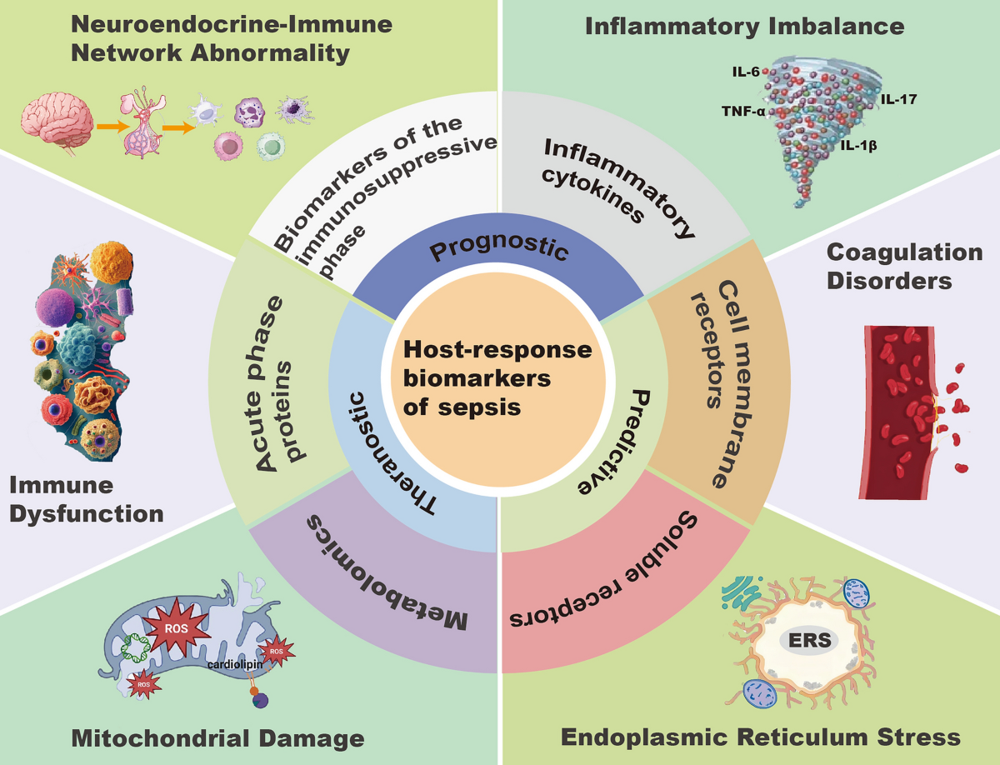 Neuroendocrine-Immune
Network Abnormality
Inflammatory Imbalance
IL-6
TNF-α
IL-17
IL-1β
Biomarkers of the
immunosuppressive
phase
Inflammatory
cytokines
Prognostic
Coagulation
Disorders
Acute phase
proteins
Cell membrane
receptors
Host-response
biomarkers
of sepsis
Theranostic
Predictive
Immune
Dysfunction
Metabolomics
Soluble receptors
ROS
ROS
ROS
cardiolipin
ERS
Mitochondrial Damage
Endoplasmic Reticulum Stress